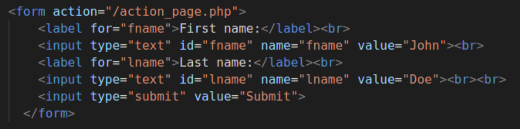 <form action="/action_page.php">
<label for="fname">First name:</label><br>
<input type="text" id="fname" name="fname" value="John"><br>
<label for="lname">Last name:</label><br>
<input type="text" id="lname" name="lname" value="Doe"><br><br>
<input type="submit" value="Submit">
</form>